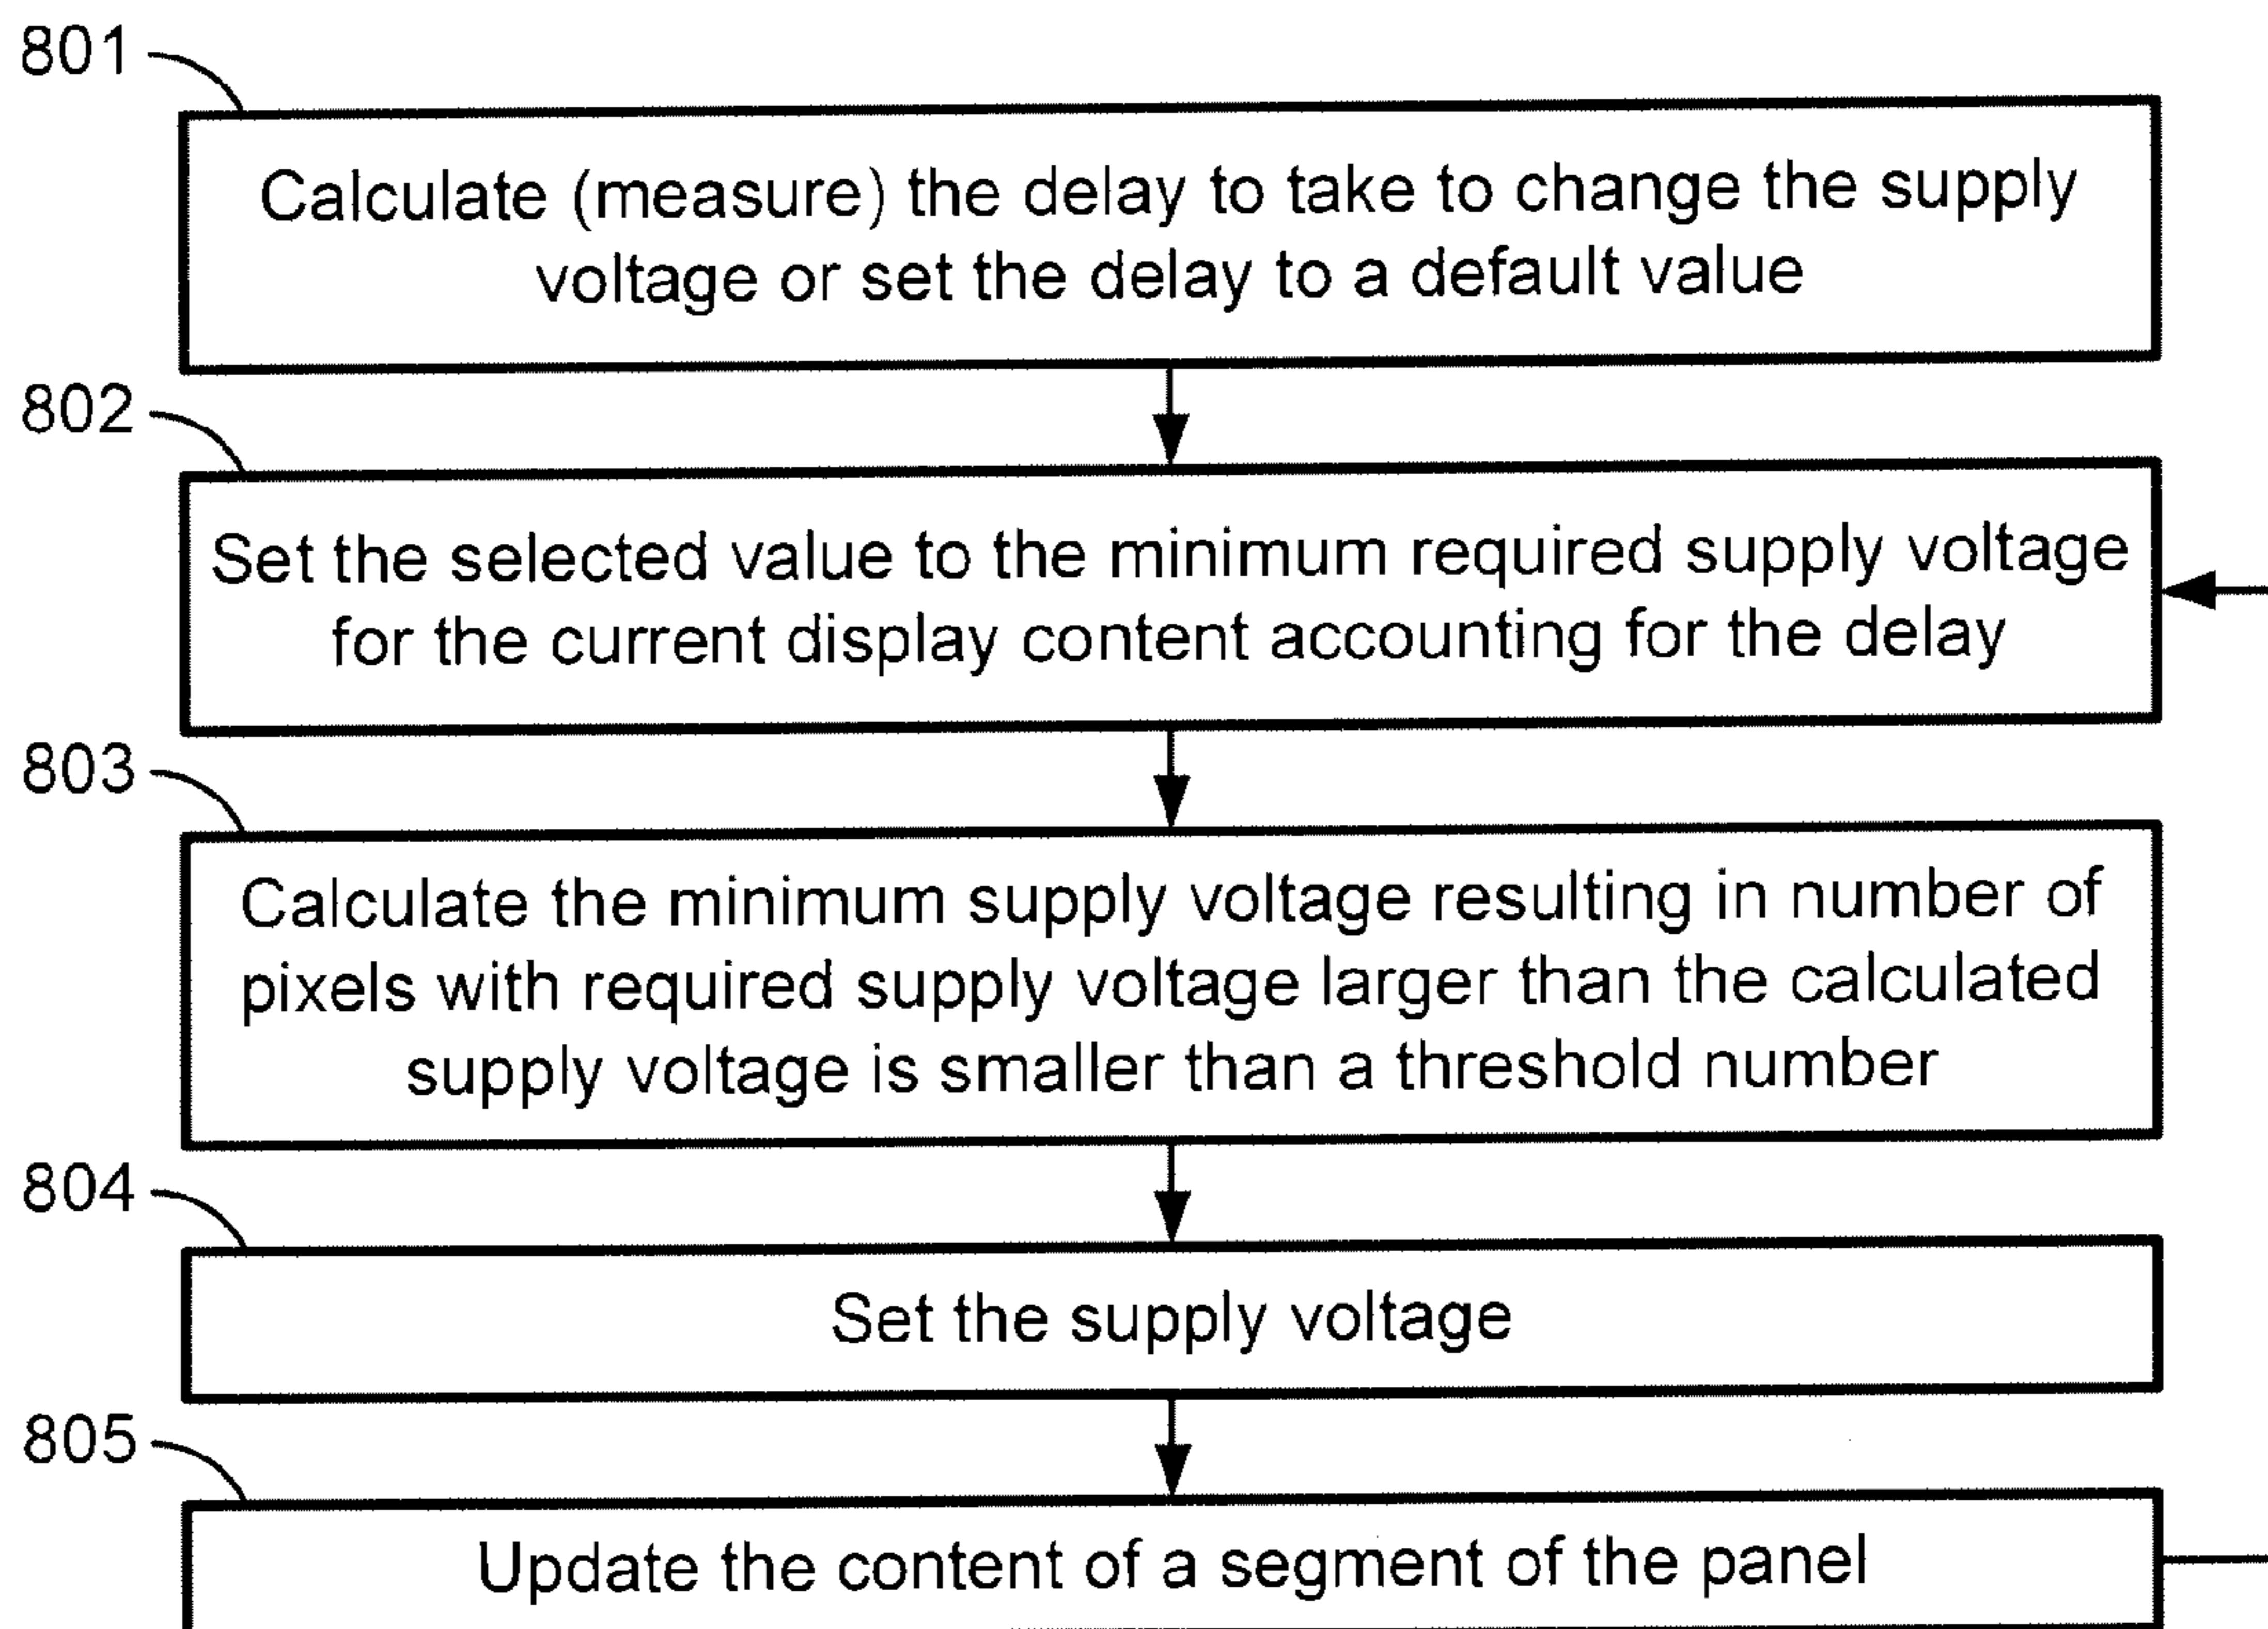 801
Calculate (measure) the delay to take to change the supply
voltage or set the delay to a default value
802
Set the selected value to the minimum required supply voltage
for the current display content accounting for the delay
803
Calculate the minimum supply voltage resulting in number of
pixels with required supply voltage larger than the calculated
supply voltage is smaller than a threshold number
804
Set the supply voltage
805
Update the content of a segment of the panel